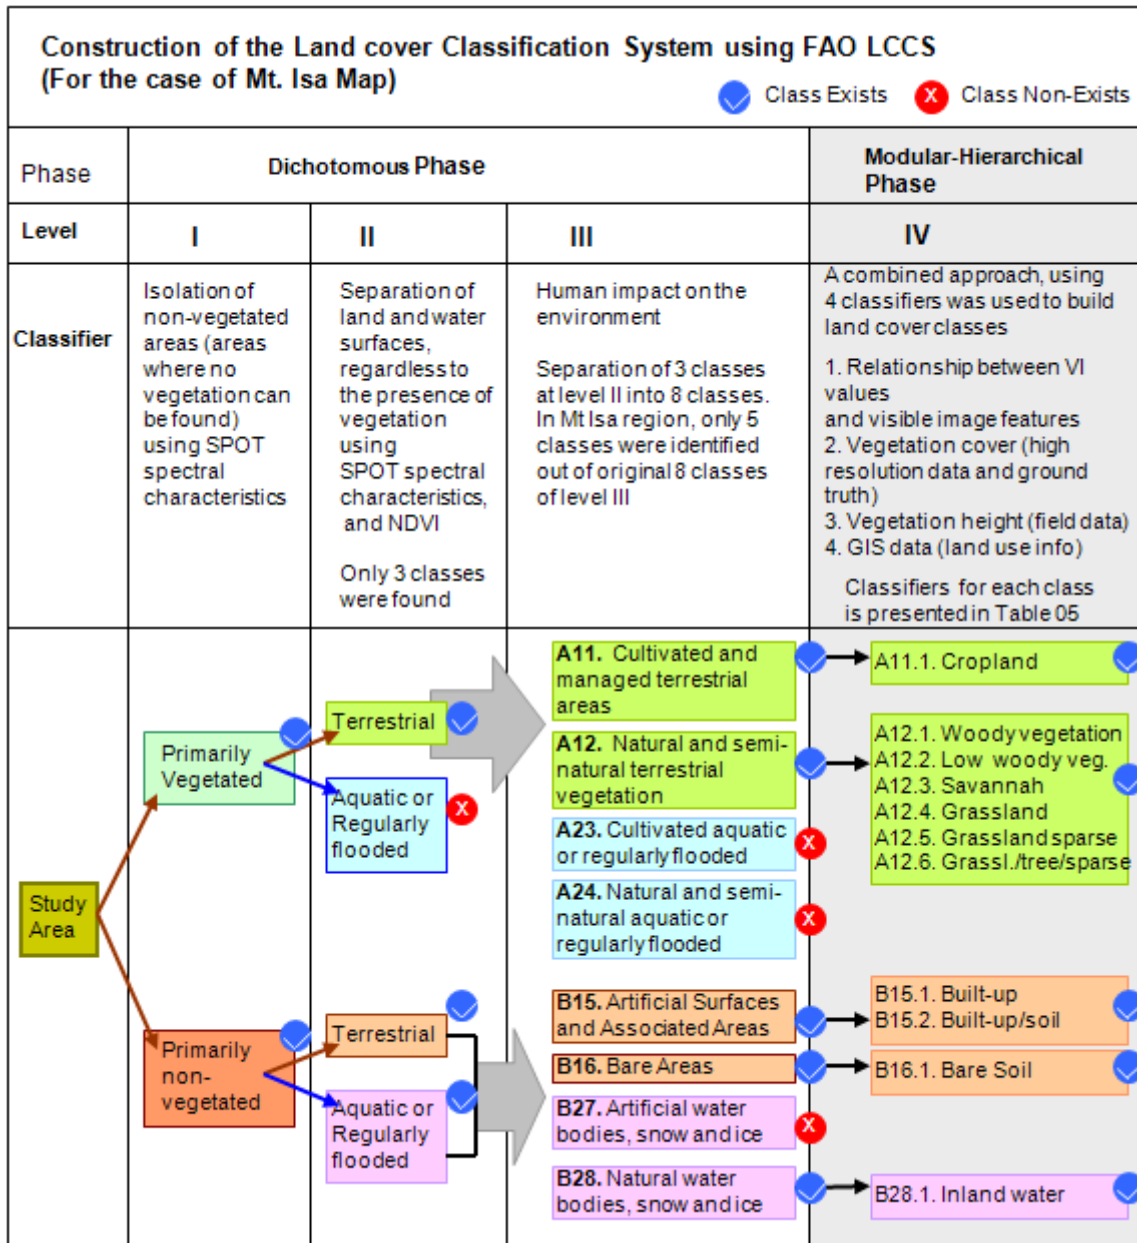 Construction of the Land cover Classification System using FAO LCCS
(For the case of Mt. Isa Map)
Class Exists
X
Class Non-Exists
Phase
Dichotomous Phase
Modular-Hierarchical
Phase
Level
I
II
III
IV
Classifier
Isolation of
non-vegetated
areas (areas
where no
vegetation can
be found)
using SPOT
spectral
characteristics
Separation of
land and water
surfaces,
regardless to
the presence of
vegetation
using
SPOT spectral
characteristics,
and NDVI
Only 3 classes
were found
Human impact on the
environment
Separation of 3 classes
at level II into 8 classes.
In Mt Isa region, only 5
classes were identified
out of original 8 classes
of level III
A combined approach, using
4 classifiers was used to build
land cover classes
1. Relationship between VI
values
and visible image features
2. Vegetation cover (high
resolution data and ground
truth)
3. Vegetation height (field data)
4. GIS data (land use info)
Classifiers for each class
is presented in Table 05
Study
Area
Primarily
Vegetated
Terrestrial
Aquatic or
Regularly
flooded
X
Primarily
non-
vegetated
Terrestrial
Aquatic or
Regularly
flooded
A11. Cultivated and
managed terrestrial
areas
A12. Natural and semi-
natural terrestrial
vegetation
A23. Cultivated aquatic
or regularly flooded
X
A24. Natural and semi-
natural aquatic or
regularly flooded
X
B15. Artificial Surfaces
and Associated Areas
B16. Bare Areas
B27. Artificial water
bodies, snow and ice
X
B28. Natural water
bodies, snow and ice
A11.1. Cropland
A12.1. Woody vegetation
A12.2. Low woody veg.
A12.3. Savannah
A12.4. Grassland
A12.5. Grassland sparse
A12.6. Grassl./tree/sparse
B15.1. Built-up
B15.2. Built-up/soil
B16.1. Bare Soil
B28.1. Inland water